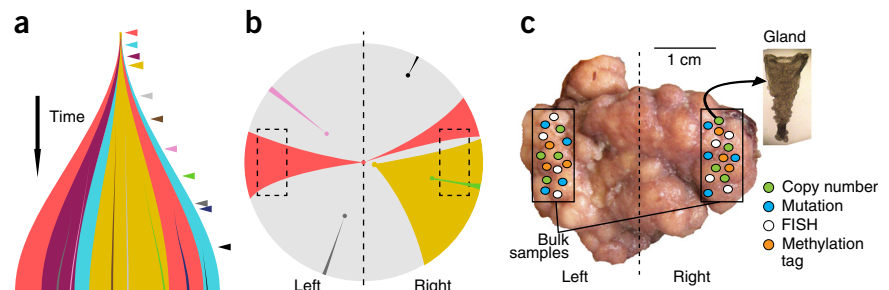 a
Time
b
Left
Right
c
1 cm
Gland
Copy number
Mutation
FISH
Methylation
tag
Bulk
samples
Left
Right